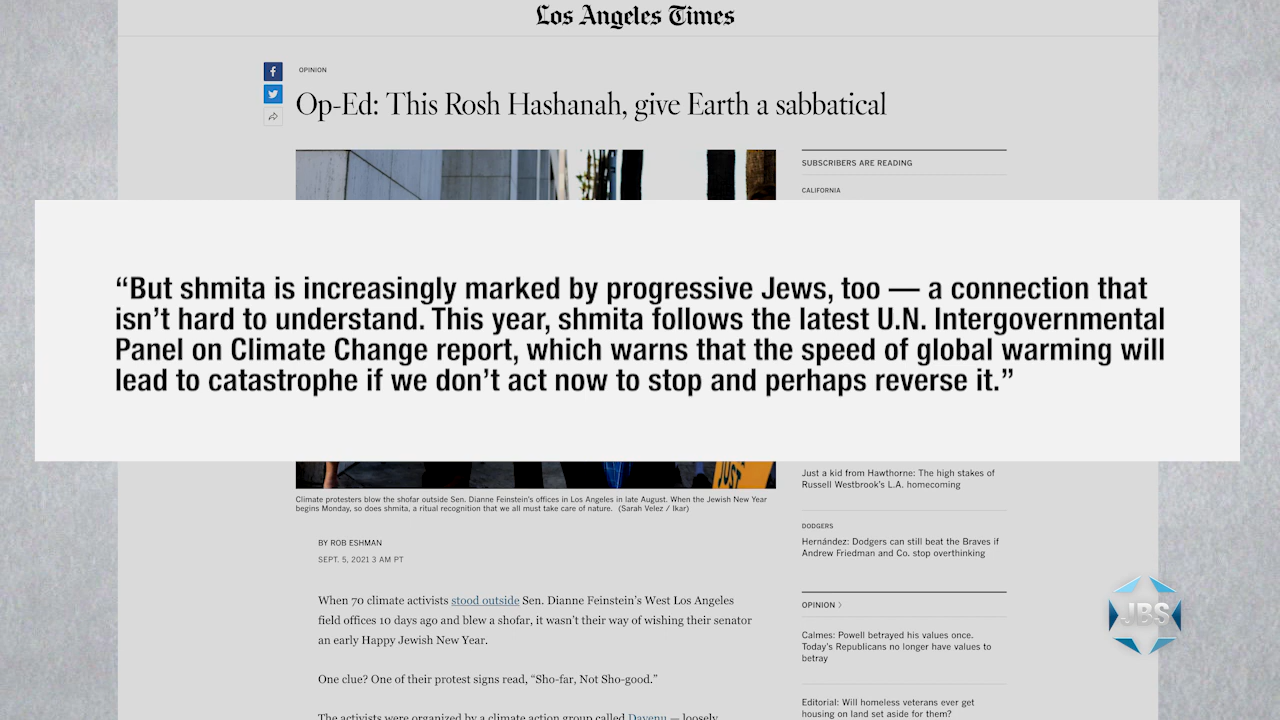 Los Angeles Times
OPINION
Op-Ed: This Rosh Hashanah, give Earth a sabbatical
SUBSCRIBERS ARE READING
CALIFORNIA
“But shmita is increasingly marked by progressive Jews, too — a connection that
isn’t hard to understand. This year, shmita follows the latest U.N. Intergovernmental
Panel on Climate Change report, which warns that the speed of global warming will
lead to catastrophe if we don’t act now to stop and perhaps reverse it.”
JUST
Climate protesters blow the shofar outside Sen. Dianne Feinstein’s offices in Los Angeles in late August. When the Jewish New Year
begins Monday, so does shmita, a ritual recognition that we all must take care of nature. (Sarah Velez / Ikar)
BY ROB ESHMAN
SEPT. 5, 2021 3 AM PT
When 70 climate activists stood outside Sen. Dianne Feinstein’s West Los Angeles
field offices 10 days ago and blew a shofar, it wasn’t their way of wishing their senator
an early Happy Jewish New Year.
One clue? One of their protest signs read, “Sho-far, Not Sho-good.”
The activists were organized by a climate action group called Dayenu — loosely
Just a kid from Hawthorne: The high stakes of
Russell Westbrook’s L.A. homecoming
DODGERS
Hernández: Dodgers can still beat the Braves if
Andrew Friedman and Co. stop overthinking
OPINION >
Calmes: Powell betrayed his values once.
Today’s Republicans no longer have values to
betray
Editorial: Will homeless veterans ever get
housing on land set aside for them?
JBS